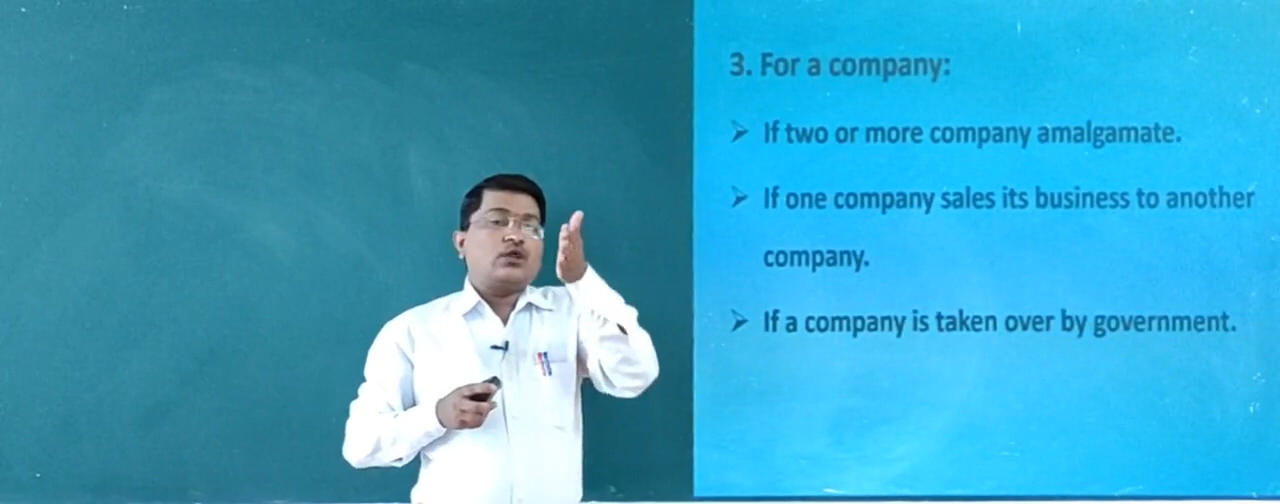 3. For a company:
➢ If two or more company amalgamate.
➢ If one company sales its business to another
company.
➢ If a company is taken over by government.